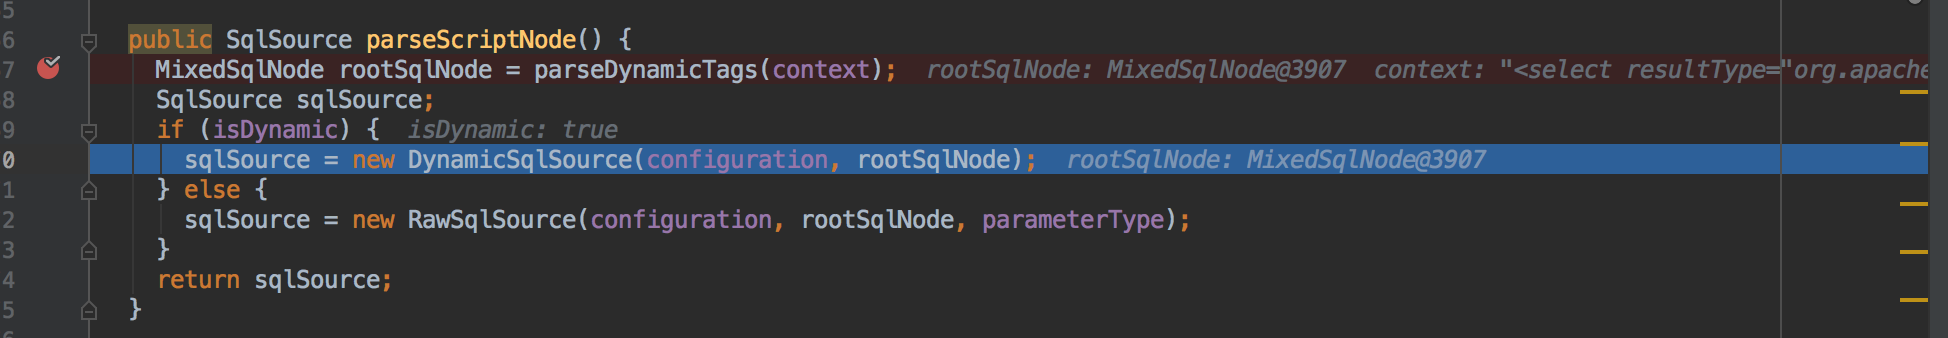 5
6 public SqlSource parseScriptNode() {
7 MixedSqlNode rootSqlNode = parseDynamicTags(context); rootSqlNode: MixedSqlNode@3907 context: "<select resultType="org.apache
8 SqlSource sqlSource;
9 if (isDynamic) { isDynamic: true
0 sqlSource = new DynamicSqlSource(configuration, rootSqlNode); rootSqlNode: MixedSqlNode@3907
1 } else {
2 sqlSource = new RawSqlSource(configuration, rootSqlNode, parameterType);
3 }
4 return sqlSource;
5 }